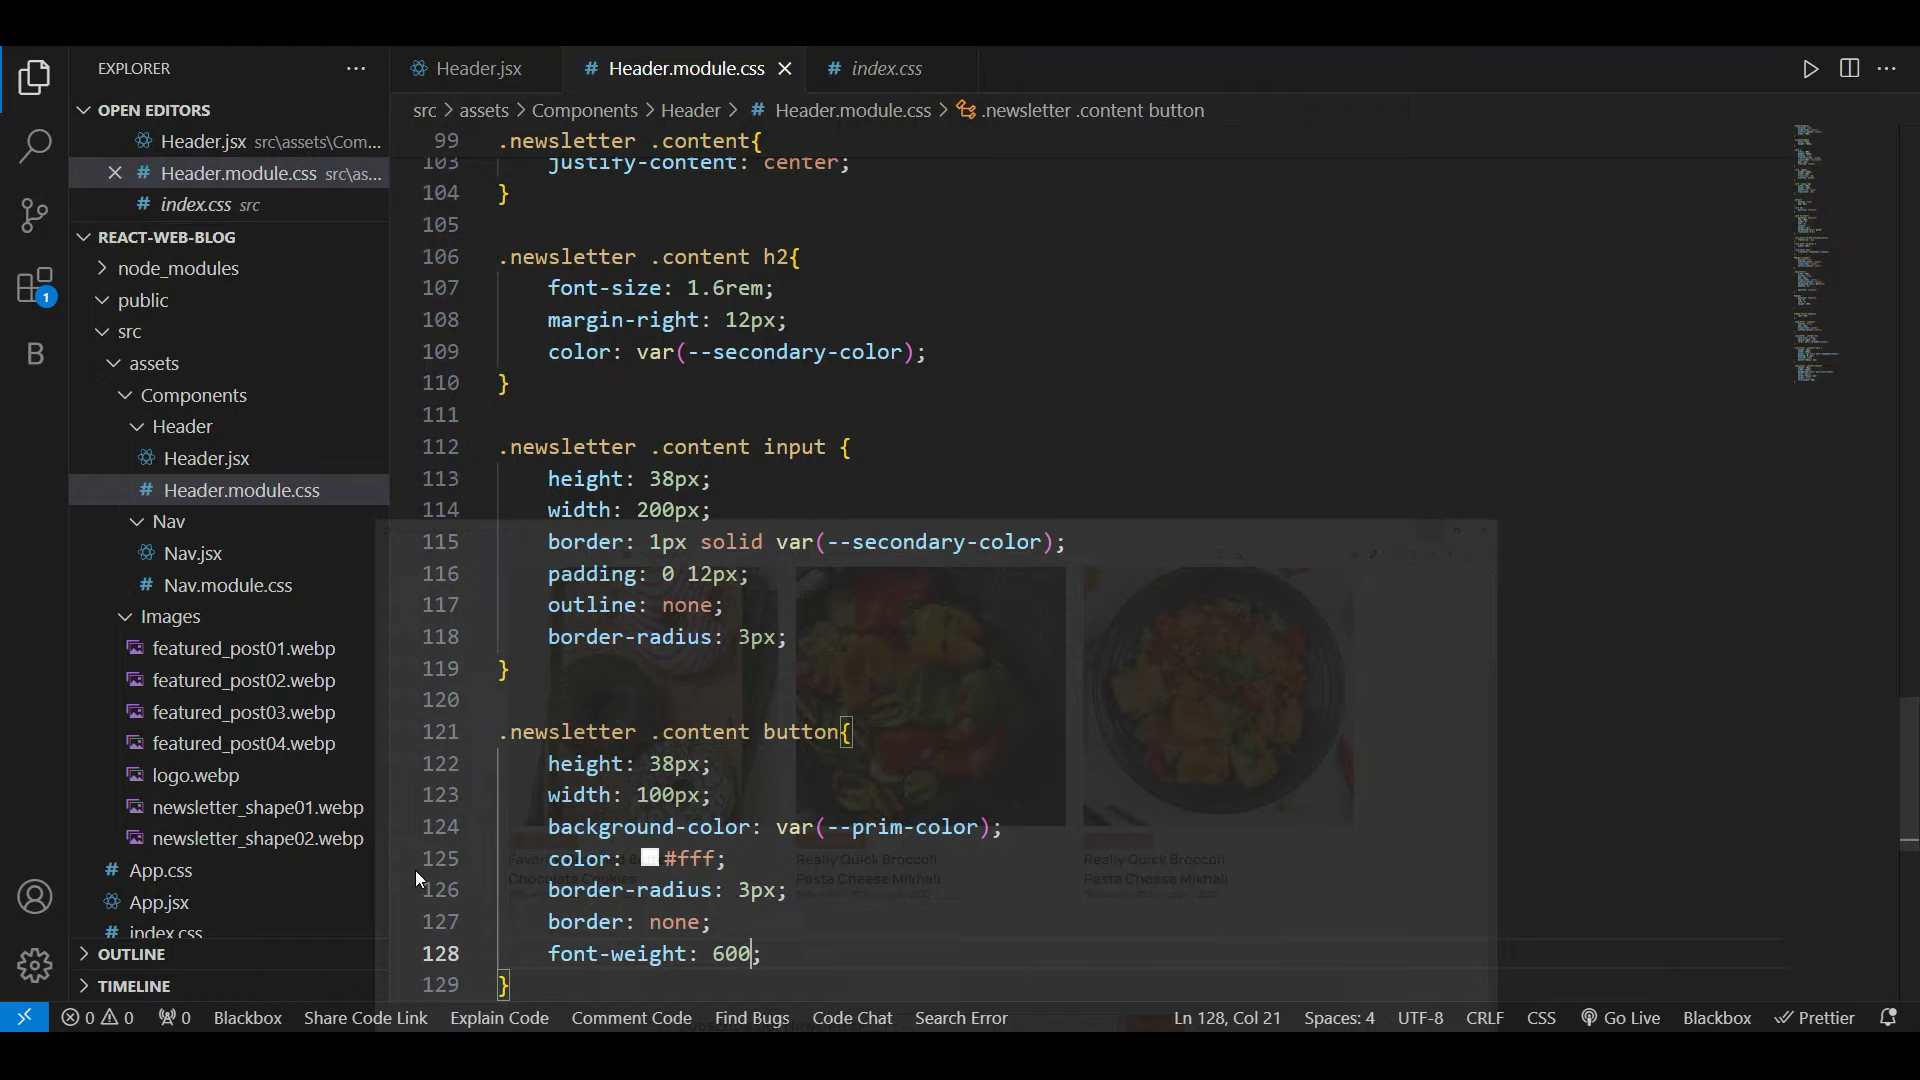 EXPLORER
OPEN EDITORS
Header.jsx src\assets\Com...
Header.module.css src\as...
index.css src
REACT-WEB-BLOG
node_modules
public
src
assets
Components
Header
Header.jsx
Header.module.css
Nav
Nav.jsx
Nav.module.css
Images
featured_post01.webp
featured_post02.webp
featured_post03.webp
featured_post04.webp
logo.webp
newsletter_shape01.webp
newsletter_shape02.webp
App.css
App.jsx
index.css
OUTLINE
TIMELINE
B
1
Header.jsx
Header.module.css
index.css
src > assets > Components > Header > # Header.module.css > .newsletter .content button
99 .newsletter .content{
103 justify-content: center;
104 }
105
106 .newsletter .content h2{
107 font-size: 1.6rem;
108 margin-right: 12px;
109 color: var(--secondary-color);
110 }
111
112 .newsletter .content input {
113 height: 38px;
114 width: 200px;
115 border: 1px solid var(--secondary-color);
116 padding: 0 12px;
117 outline: none;
118 border-radius: 3px;
119 }
120
121 .newsletter .content button{
122 height: 38px;
123 width: 100px;
124 background-color: var(--prim-color);
125 color: #fff;
126 border-radius: 3px;
127 border: none;
128 font-weight: 600;
129 }
Chocolate Cookies
Really Quick Broccoli
Pasta Cheese Mikhali
Really Quick Broccoli
Pasta Cheese Mikhali
0 0 0 Blackbox Share Code Link Explain Code Comment Code Find Bugs Code Chat Search Error Ln 128, Col 21 Spaces: 4 UTF-8 CRLF CSS Go Live Blackbox Prettier